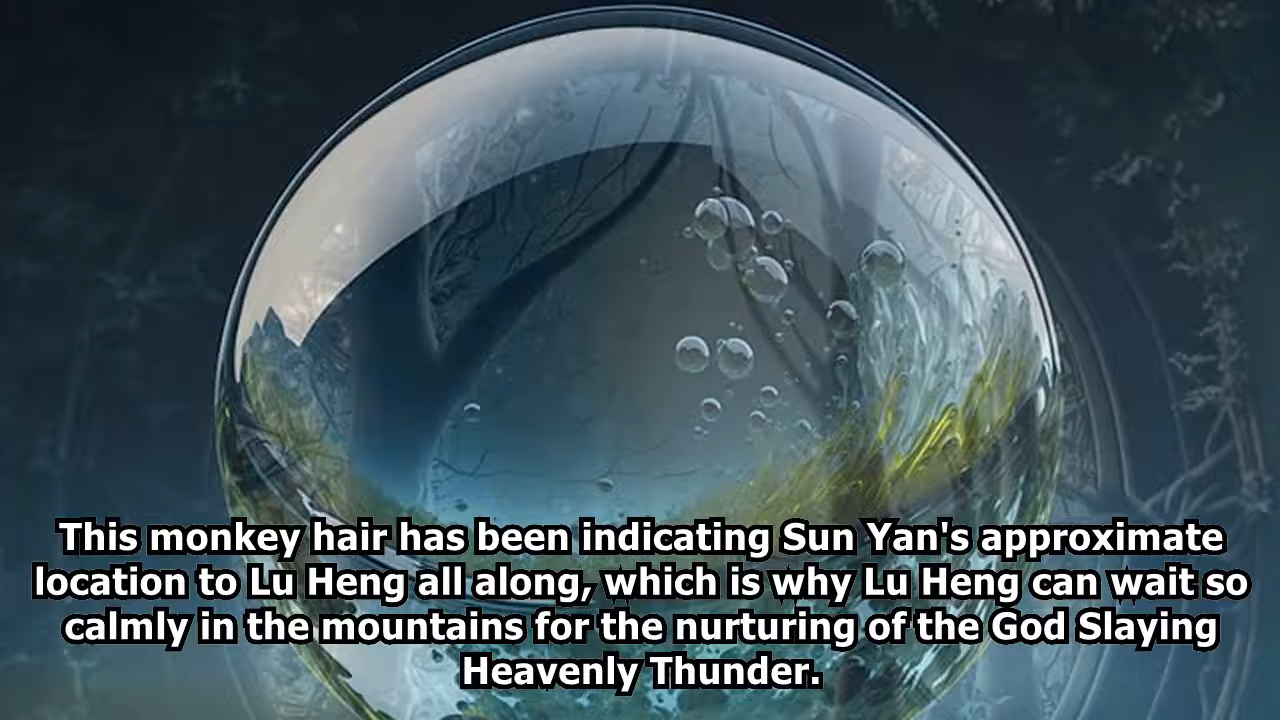 This monkey hair has been indicating Sun Yan's approximate
location to Lu Heng all along, which is why Lu Heng can wait so
calmly in the mountains for the nurturing of the God Slaying
Heavenly Thunder.